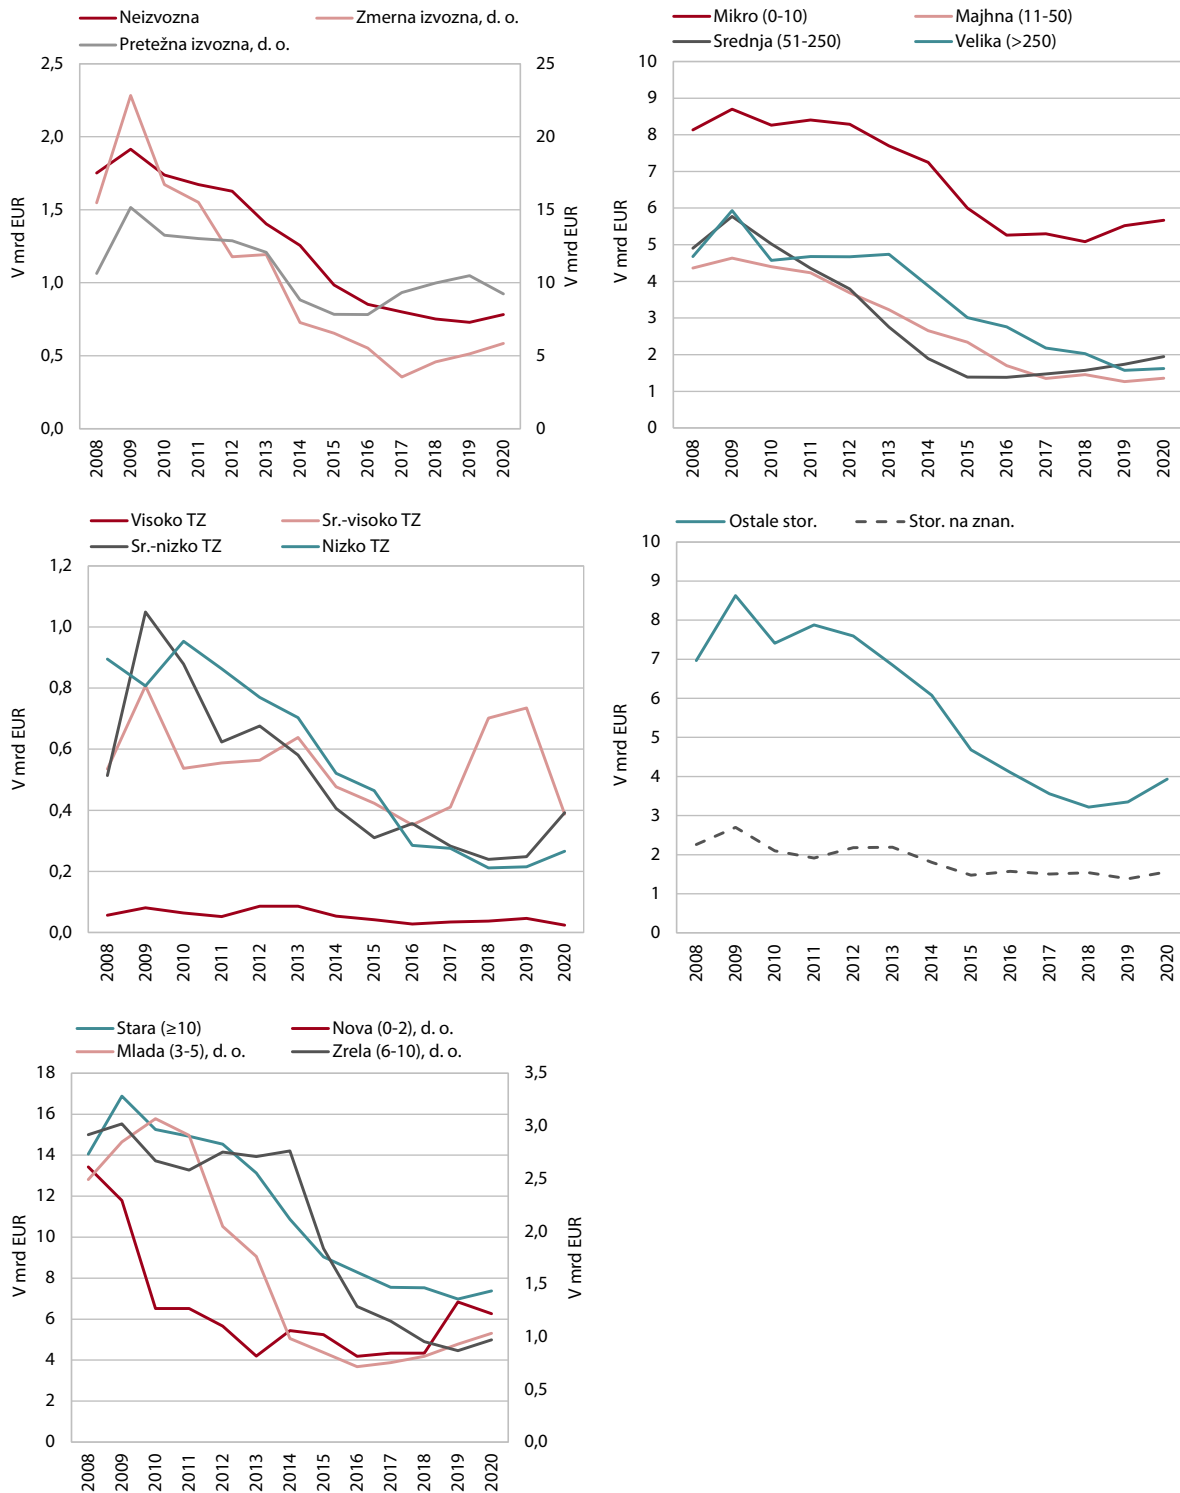 Neizvozna
Zmerna izvozna, d. o.
Pretežna izvozna, d. o.
2,5
2,0
1,5
1,0
0,5
0,0
25
20
15
10
5
0
V mrd EUR
V mrd EUR
2008 2009 2010 2011 2012 2013 2014 2015 2016 2017 2018 2019 2020
Mikro (0-10)
Majhna (11-50)
Srednja (51-250)
Velika (>250)
10
9
8
7
6
5
4
3
2
1
0
V mrd EUR
2008 2009 2010 2011 2012 2013 2014 2015 2016 2017 2018 2019 2020
Visoko TZ
Sr.-visoko TZ
Sr.-nizko TZ
Nizko TZ
1,2
1,0
0,8
0,6
0,4
0,2
0,0
V mrd EUR
2008 2009 2010 2011 2012 2013 2014 2015 2016 2017 2018 2019 2020
Ostale stor.
Stor. na znan.
10
9
8
7
6
5
4
3
2
1
0
V mrd EUR
2008 2009 2010 2011 2012 2013 2014 2015 2016 2017 2018 2019 2020
Stara (≥10)
Nova (0-2), d. o.
Mlada (3-5), d. o.
Zrela (6-10), d. o.
18
16
14
12
10
8
6
4
2
0
3,5
3,0
2,5
2,0
1,5
1,0
0,5
0,0
V mrd EUR
V mrd EUR
2008 2009 2010 2011 2012 2013 2014 2015 2016 2017 2018 2019 2020